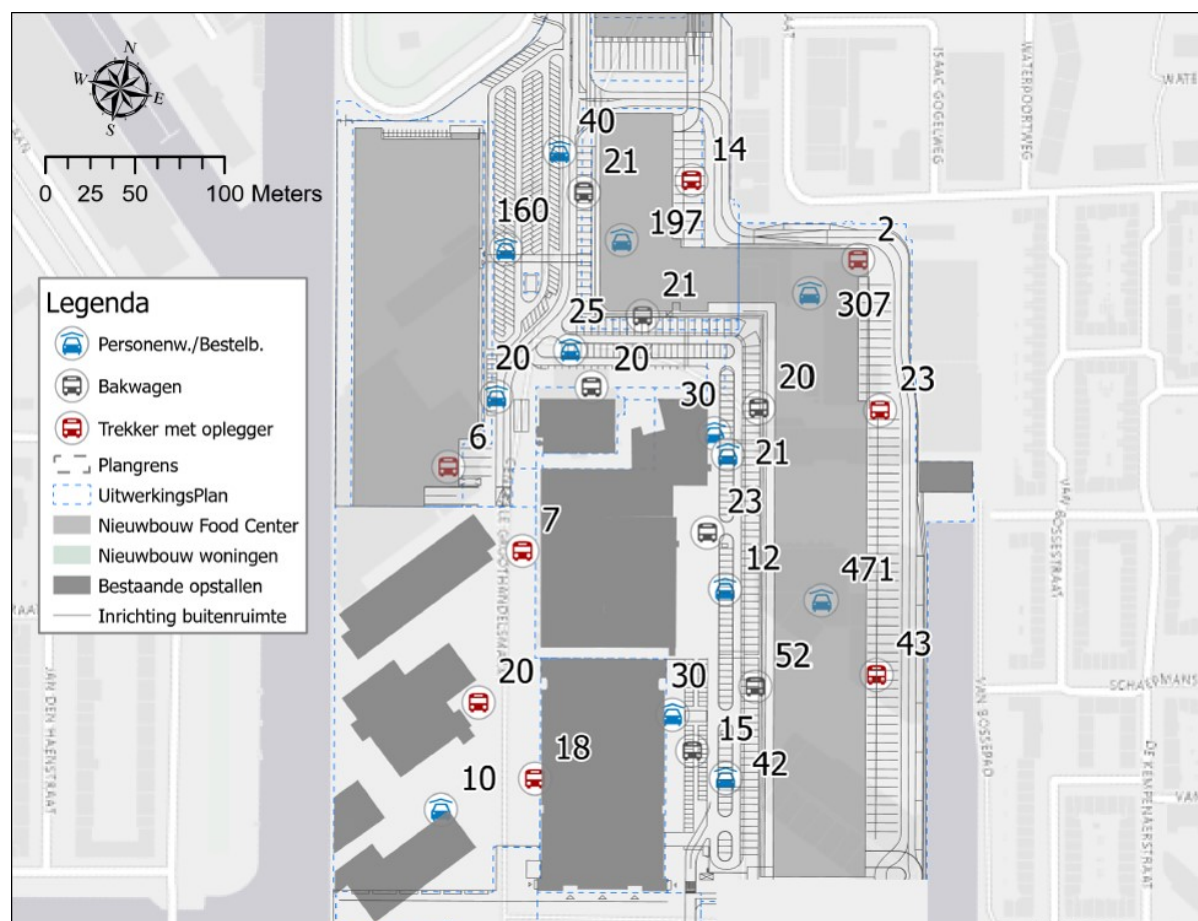 N
W
E
S
0 25 50 100 Meters
Legenda
Personenw./Bestelb.
Bakwagen
Trekker met oplegger
Plangrens
UitwerkingsPlan
Nieuwbouw Food Center
Nieuwbouw woningen
Bestaande opstallen
Inrichting buitenruimte
40
21
14
160
197
2
21
25
307
20
20
30
20
23
6
21
7
23
12
471
20
30
52
43
18
15
42
10
ISAAC GOGELWEG
WATERPOORTWEG
VAN BOSSESTRAAT
VAN BOSSEPAD
DE KEMPENAERSTRAAT
JAN DEN HAENSTRAAT